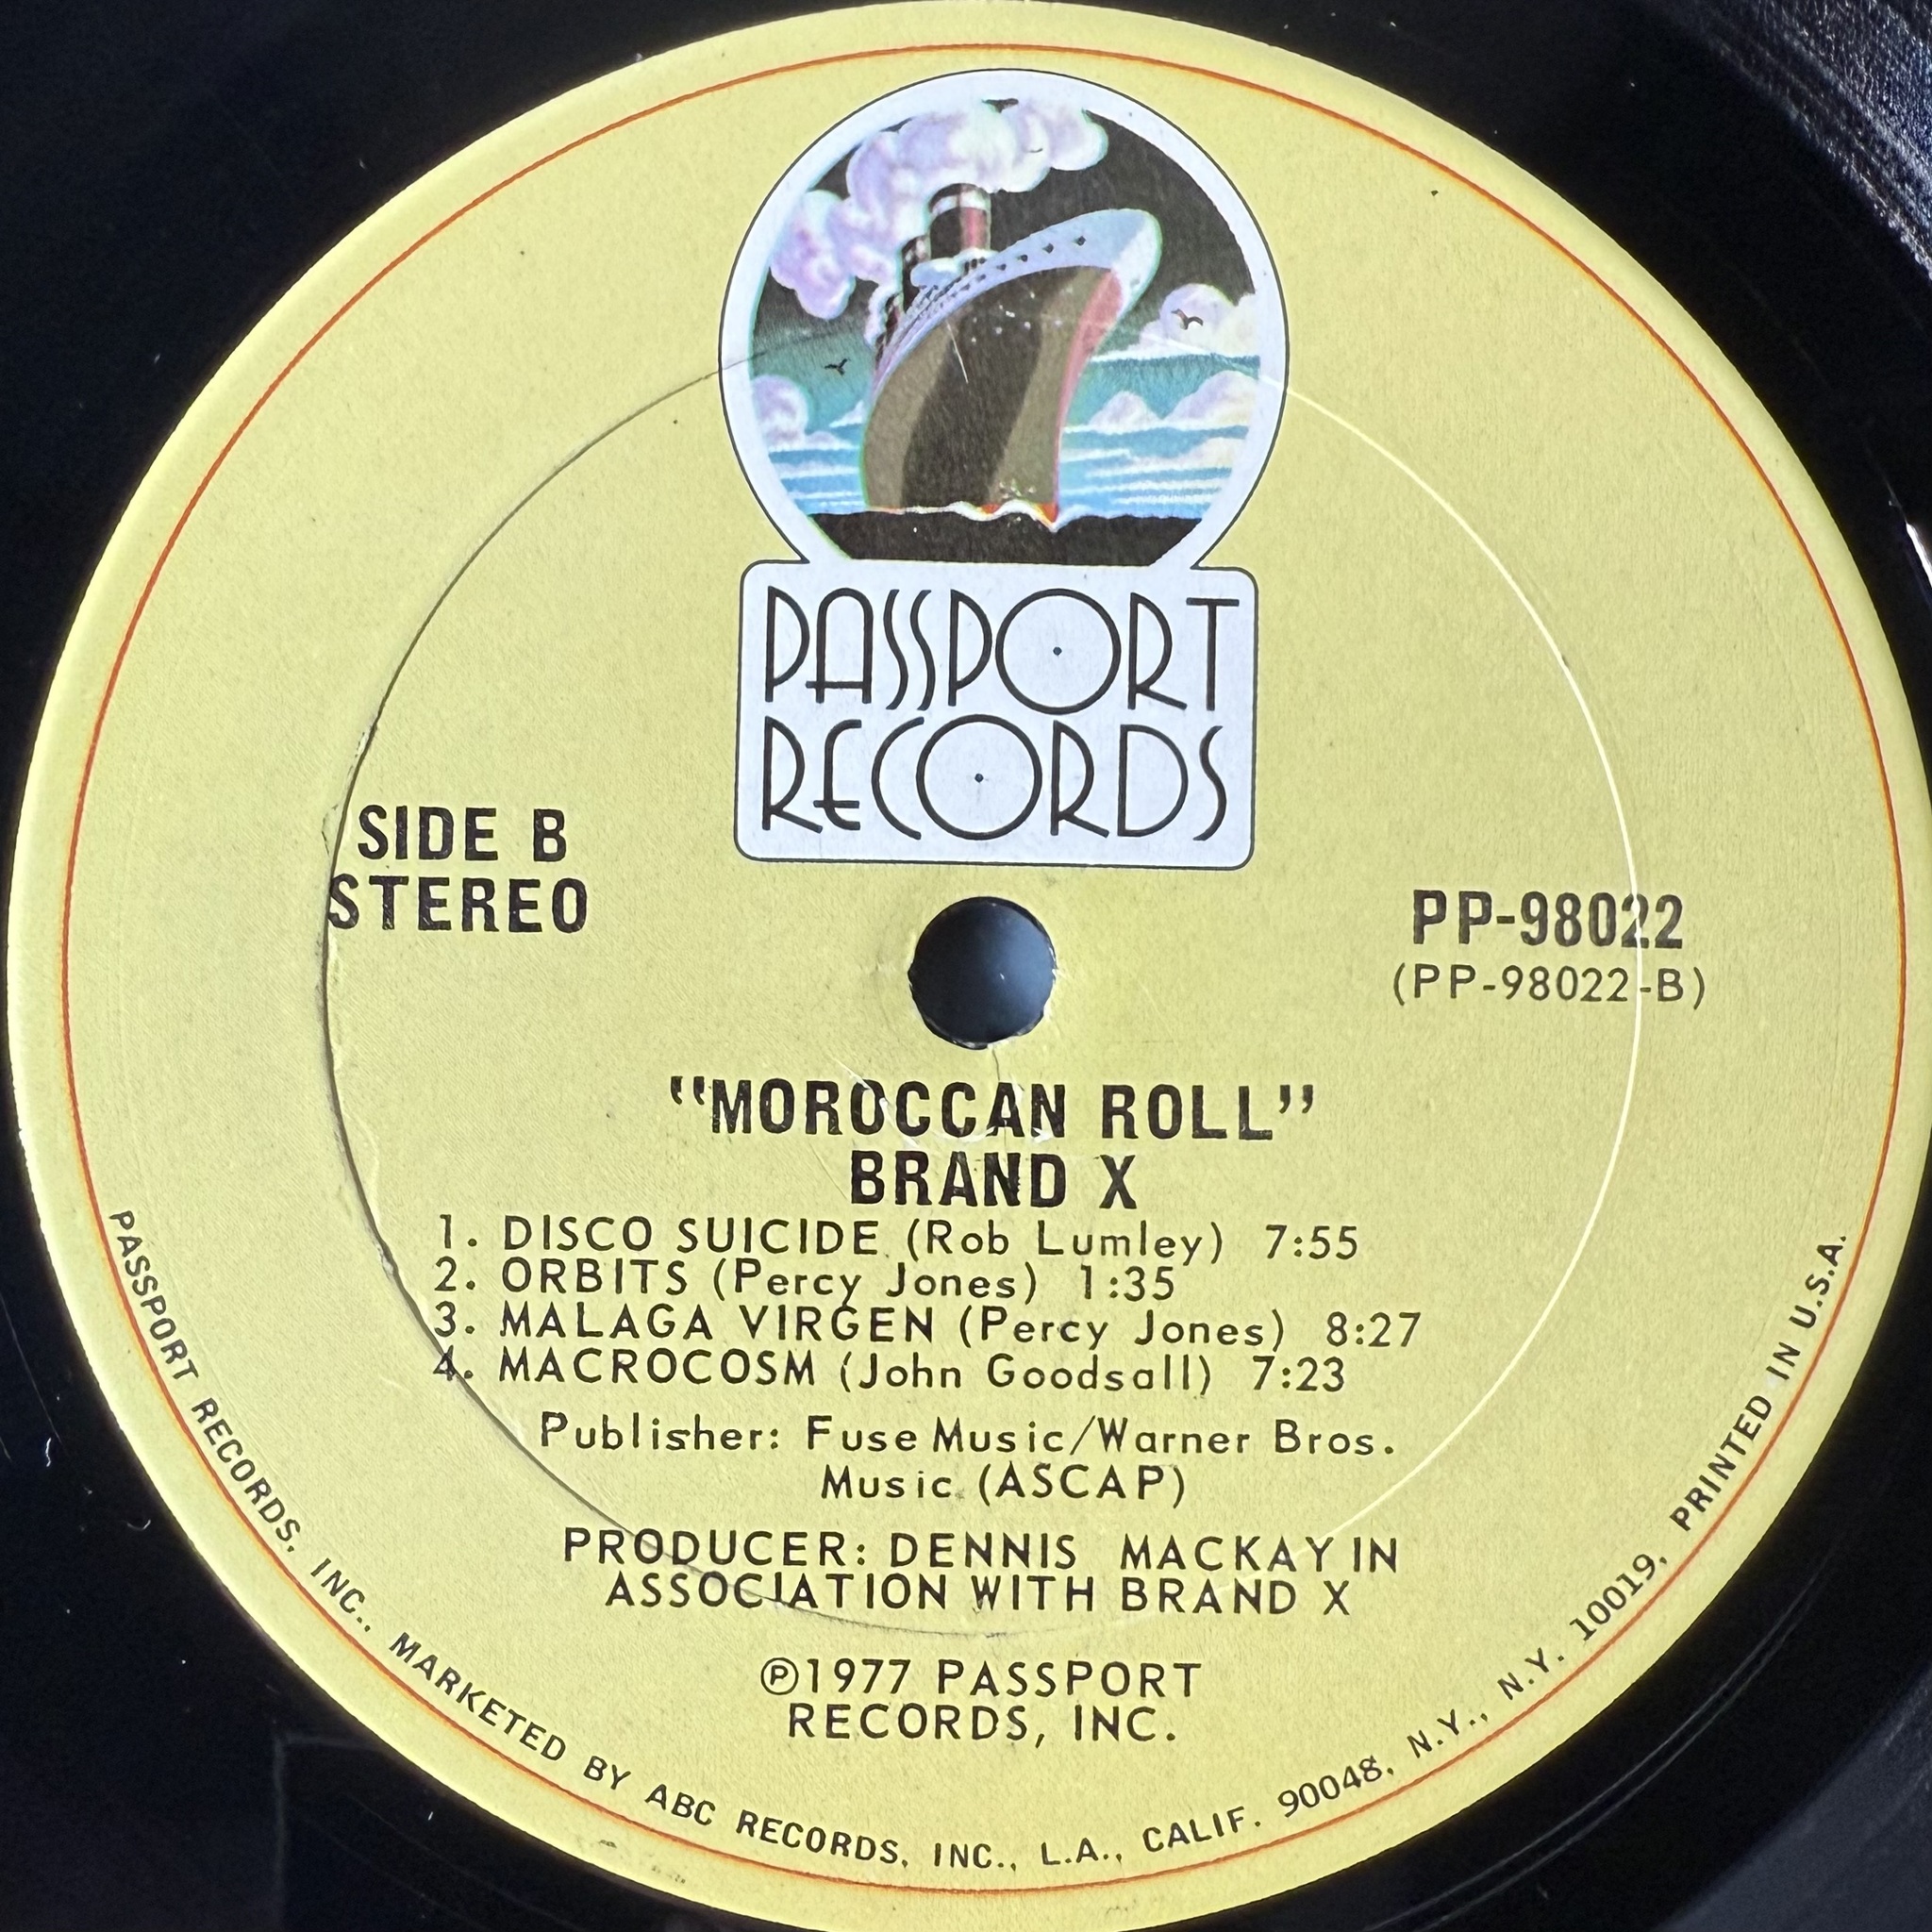 PASSPORT
RECORDS
SIDE B
STEREO
PP-98022
(PP-98022-B)
"MOROCCAN ROLL"
BRAND X
1. DISCO SUICIDE (Rob Lumley) 7:55
2. ORBITS (Percy Jones) 1:35
3. MALAGA VIRGEN (Percy Jones) 8:27
4. MACROCOSM (John Goodsall) 7:23
Publisher: Fuse Music/Warner Bros.
Music (ASCAP)
PRODUCER: DENNIS MACKAY IN
ASSOCIATION WITH BRAND X
℗1977 PASSPORT
RECORDS, INC.
PASSPORT RECORDS, INC., MARKETED BY ABC RECORDS, INC., L.A., CALIF. 90048, N.Y., N.Y. 10019, PRINTED IN U.S.A.